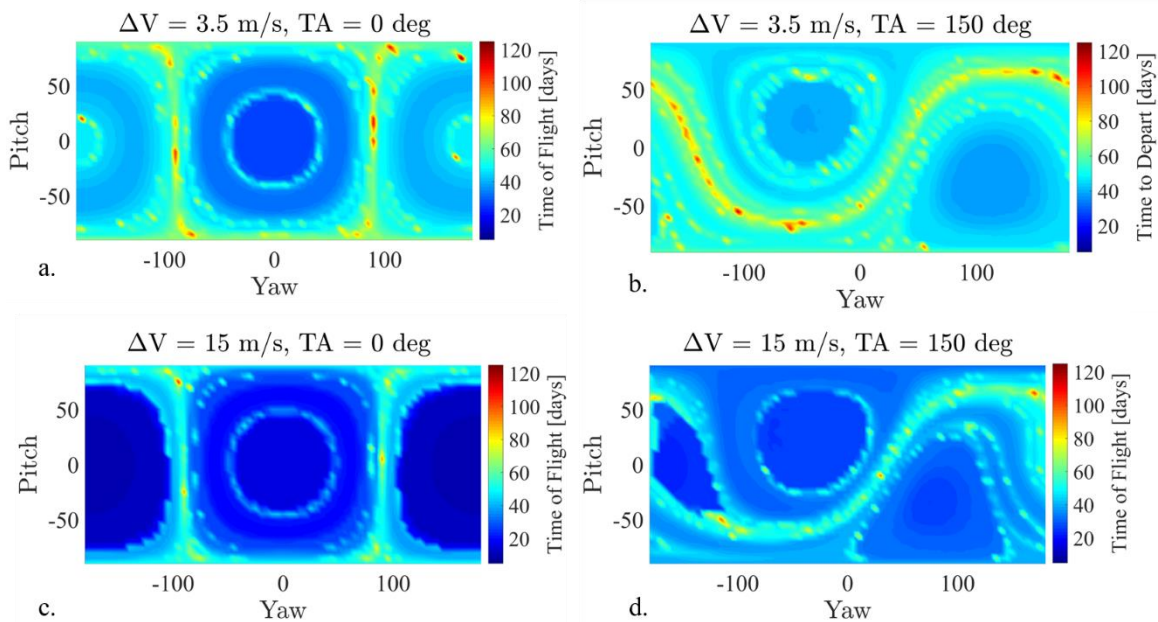 ΔV = 3.5 m/s, TA = 0 deg
Pitch
50
0
-50
-100
0
100
Yaw
a.
120
100
80
60
40
20
Time of Flight [days]
ΔV = 3.5 m/s, TA = 150 deg
Pitch
50
0
-50
-100
0
100
Yaw
b.
120
100
80
60
40
20
Time to Depart [days]
ΔV = 15 m/s, TA = 0 deg
Pitch
50
0
-50
-100
0
100
Yaw
c.
120
100
80
60
40
20
Time of Flight [days]
ΔV = 15 m/s, TA = 150 deg
Pitch
50
0
-50
-100
0
100
Yaw
d.
120
100
80
60
40
20
Time of Flight [days]